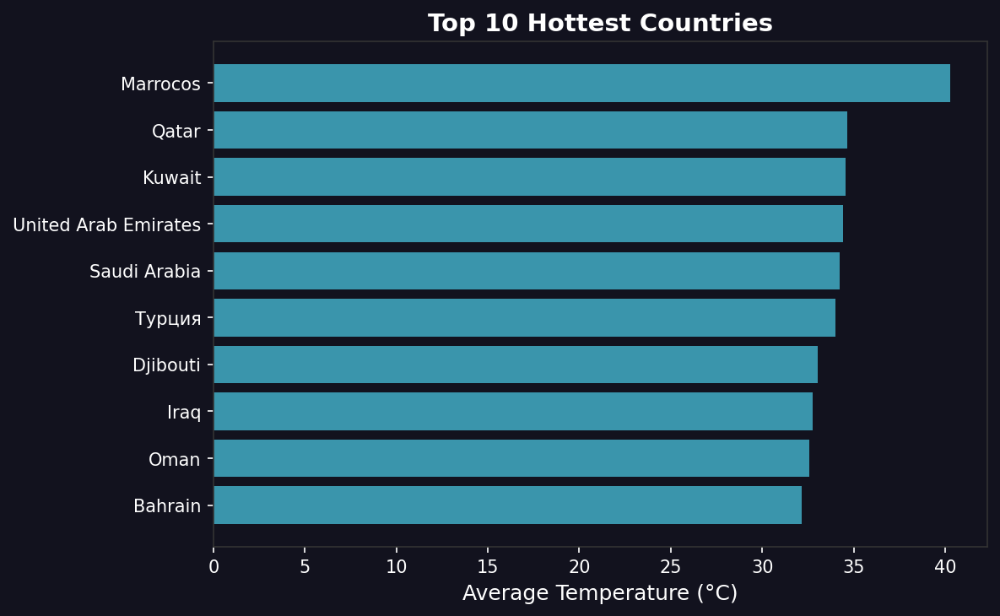 Top 10 Hottest Countries
Marrocos
Qatar
Kuwait
United Arab Emirates
Saudi Arabia
Турция
Djibouti
Iraq
Oman
Bahrain
0 5 10 15 20 25 30 35 40
Average Temperature (°C)